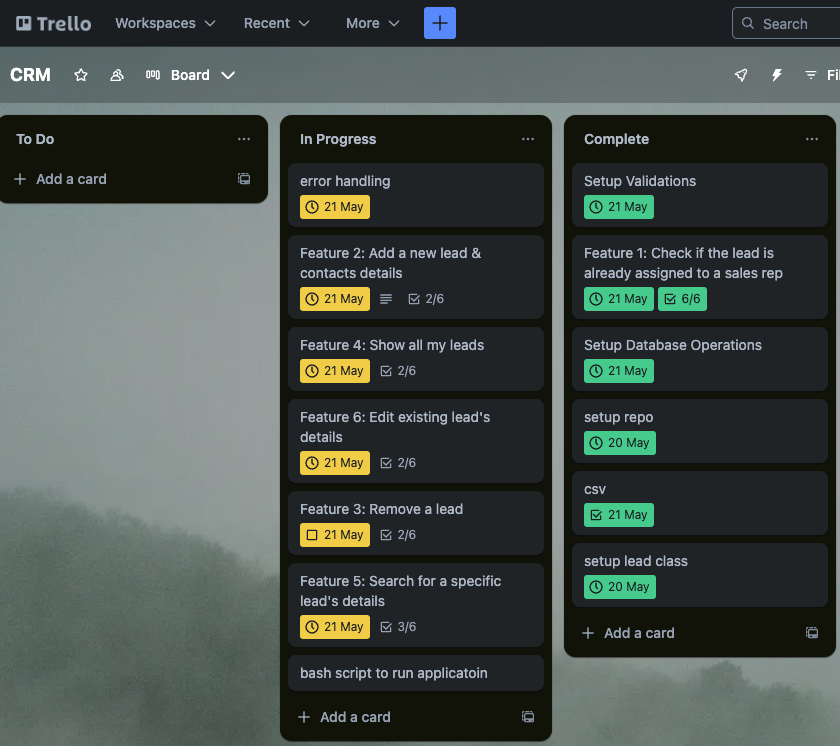 Trello Workspaces Recent More Search
CRM Board Fil
To Do
Add a card
In Progress
error handling
21 May
Feature 2: Add a new lead &
contacts details
21 May 2/6
Feature 4: Show all my leads
21 May 2/6
Feature 6: Edit existing lead's
details
21 May 2/6
Feature 3: Remove a lead
21 May 2/6
Feature 5: Search for a specific
lead's details
21 May 3/6
bash script to run applicatoin
Add a card
Complete
Setup Validations
21 May
Feature 1: Check if the lead is
already assigned to a sales rep
21 May 6/6
Setup Database Operations
21 May
setup repo
20 May
csv
21 May
setup lead class
20 May
Add a card